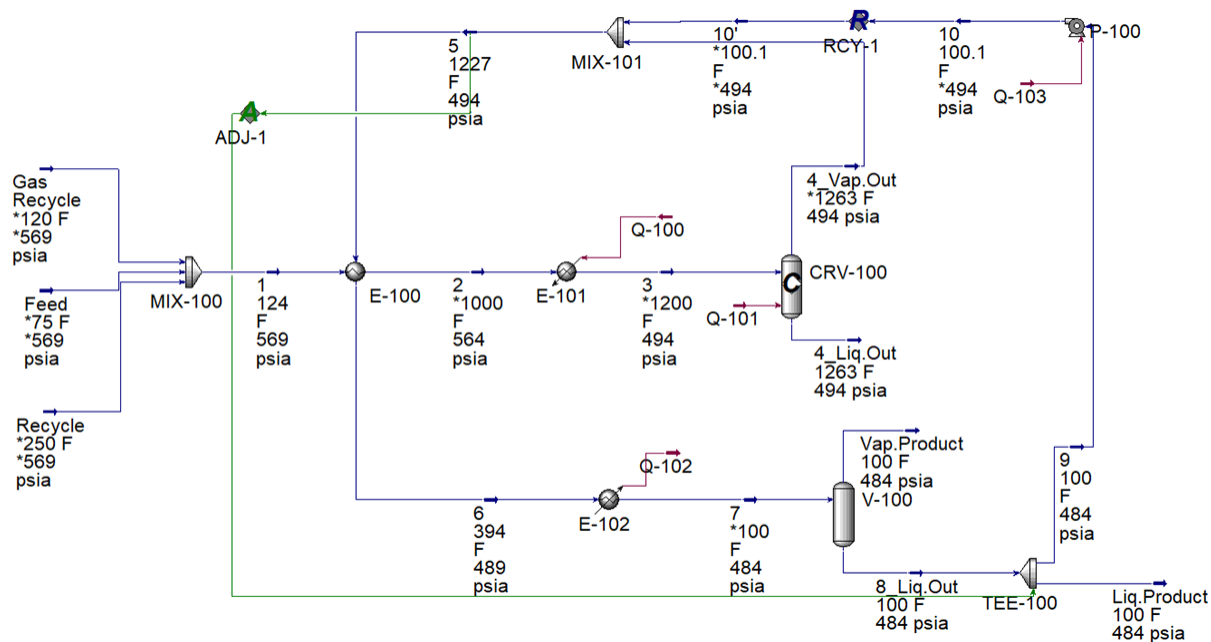 R
P-100
10'
*100.1
F
*494
psia
RCY-1
10
100.1
F
*494
psia
MIX-101
5
1227
F
494
psia
Q-103
A
ADJ-1
Gas
Recycle
*120 F
*569
psia
4_Vap.Out
*1263 F
494 psia
Q-100
MIX-100
1
124
F
569
psia
E-100
2
*1000
F
564
psia
E-101
3
*1200
F
494
psia
CRV-100
C
Q-101
Feed
*75 F
*569
psia
4_Liq.Out
1263 F
494 psia
Recycle
*250 F
*569
psia
Vap.Product
100 F
484 psia
Q-102
V-100
9
100
F
484
psia
6
394
F
489
psia
E-102
7
*100
F
484
psia
8_Liq.Out
100 F
484 psia
TEE-100
Liq.Product
100 F
484 psia